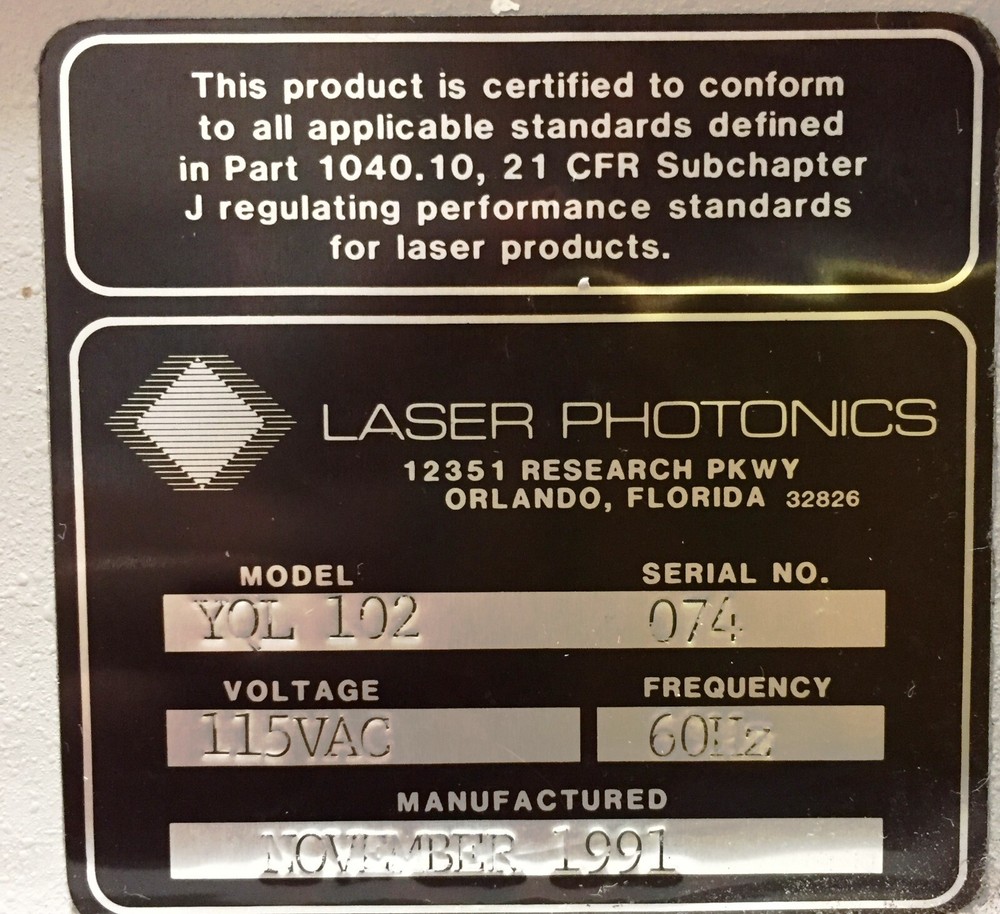 This product is certified to conform
to all applicable standards defined
in Part 1040.10, 21 CFR Subchapter
J regulating performance standards
for laser products.
LASER PHOTONICS
12351 RESEARCH PKWY
ORLANDO, FLORIDA 32826
MODEL SERIAL NO.
YQL 102 074
VOLTAGE FREQUENCY
115VAC 60Hz
MANUFACTURED
NOVEMBER 1991